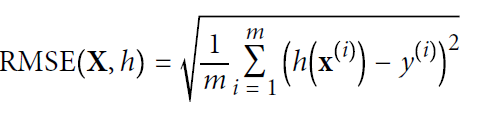 RMSE(X, h) = √(1/m ∑_{i = 1}^{m} (h(x^{(i)}) − y^{(i)})^2)